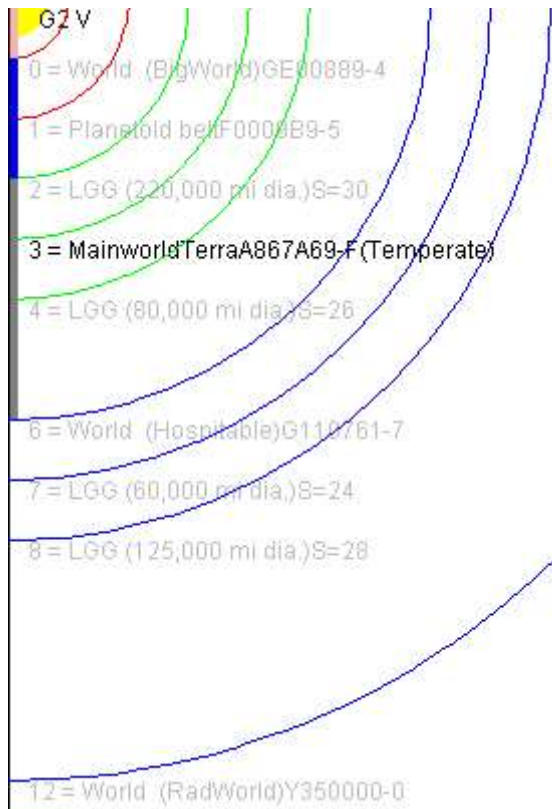 G2 V
0 = World (BigWorld)GE00889-4
1 = Planetoid beltF0009B9-5
2 = LGG (220,000 mi dia.)S=30
3 = MainworldTerraA867A69-F(Temperate)
4 = LGG (80,000 mi dia.)S=26
6 = World (Hospitable)G110761-7
7 = LGG (60,000 mi dia.)S=24
8 = LGG (125,000 mi dia.)S=28
12 = World (RadWorld)Y350000-0